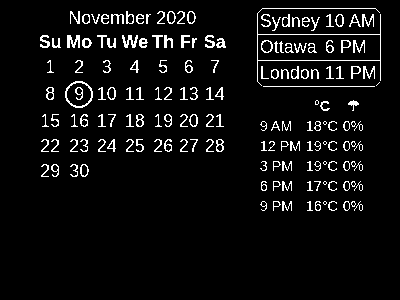 November 2020
Su Mo Tu We Th Fr Sa
1 2 3 4 5 6 7
8 9 10 11 12 13 14
15 16 17 18 19 20 21
22 23 24 25 26 27 28
29 30
Sydney 10 AM
Ottawa 6 PM
London 11 PM
°C ☂
9 AM 18°C 0%
12 PM 19°C 0%
3 PM 19°C 0%
6 PM 17°C 0%
9 PM 16°C 0%